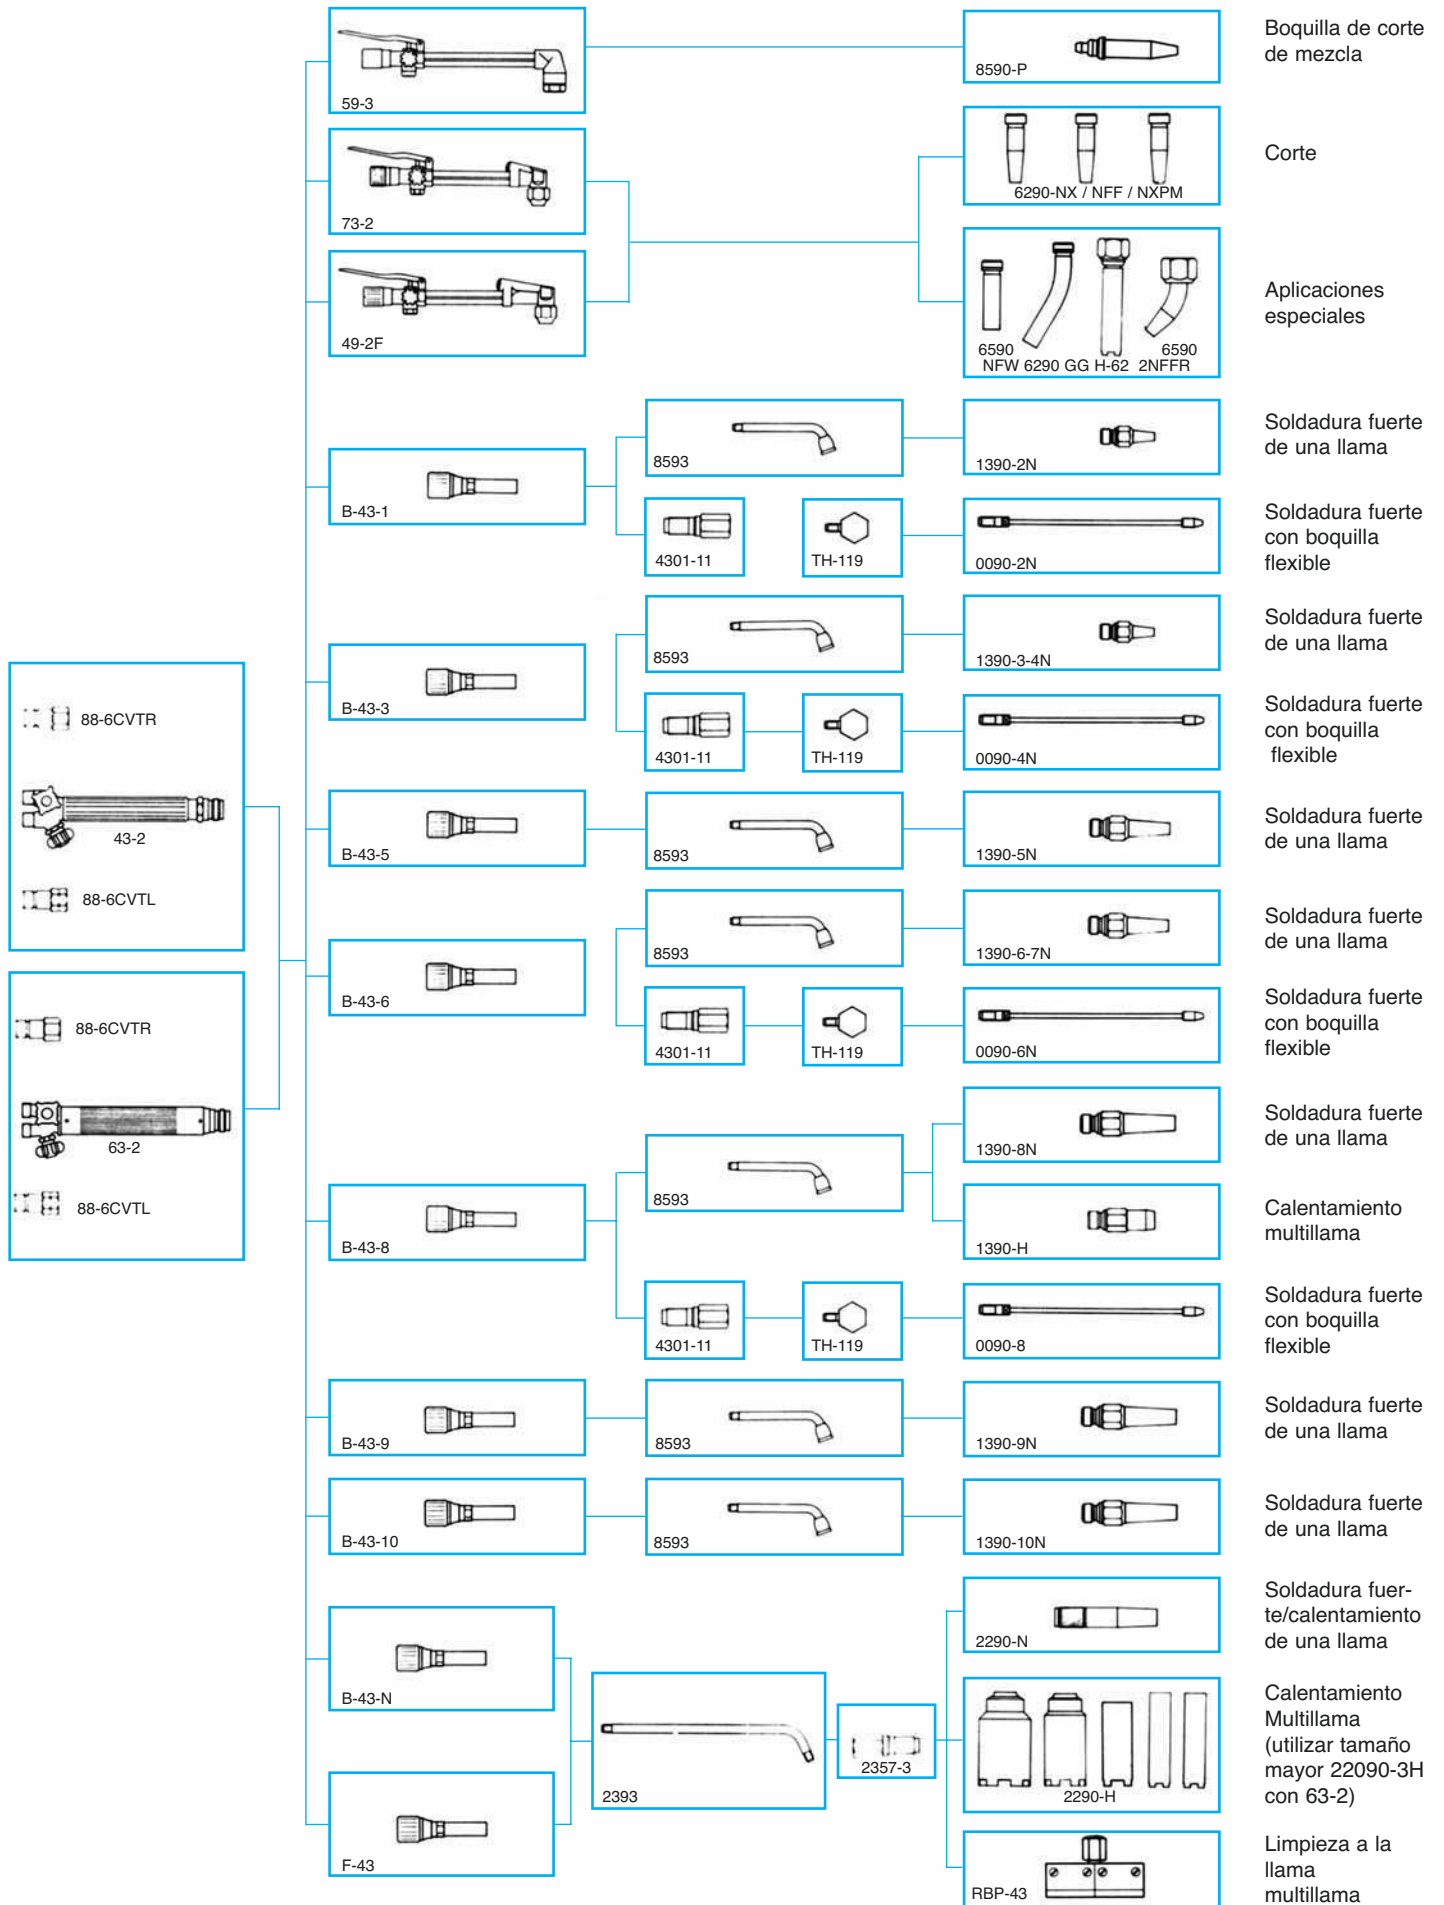 59-3
8590-P
Boquilla de corte
de mezcla
73-2
6290-NX / NFF / NXPM
Corte
49-2F
6590
6590
NFW 6290 GG H-62 2NFFR
Aplicaciones
especiales
B-43-1
8593
1390-2N
Soldadura fuerte
de una llama
4301-11
TH-119
0090-2N
Soldadura fuerte
con boquilla
flexible
B-43-3
8593
1390-3-4N
Soldadura fuerte
de una llama
4301-11
TH-119
0090-4N
Soldadura fuerte
con boquilla
flexible
88-6CVTR
43-2
88-6CVTL
B-43-5
8593
1390-5N
Soldadura fuerte
de una llama
B-43-6
8593
1390-6-7N
Soldadura fuerte
de una llama
4301-11
TH-119
0090-6N
Soldadura fuerte
con boquilla
flexible
88-6CVTR
63-2
88-6CVTL
B-43-8
8593
1390-8N
Soldadura fuerte
de una llama
1390-H
Calentamiento
multillama
4301-11
TH-119
0090-8
Soldadura fuerte
con boquilla
flexible
B-43-9
8593
1390-9N
Soldadura fuerte
de una llama
B-43-10
8593
1390-10N
Soldadura fuerte
de una llama
B-43-N
F-43
2393
2357-3
2290-N
Soldadura fuer-
te/calentamiento
de una llama
2290-H
Calentamiento
Multillama
(utilizar tamaño
mayor 22090-3H
con 63-2)
RBP-43
Limpieza a la
llama
multillama